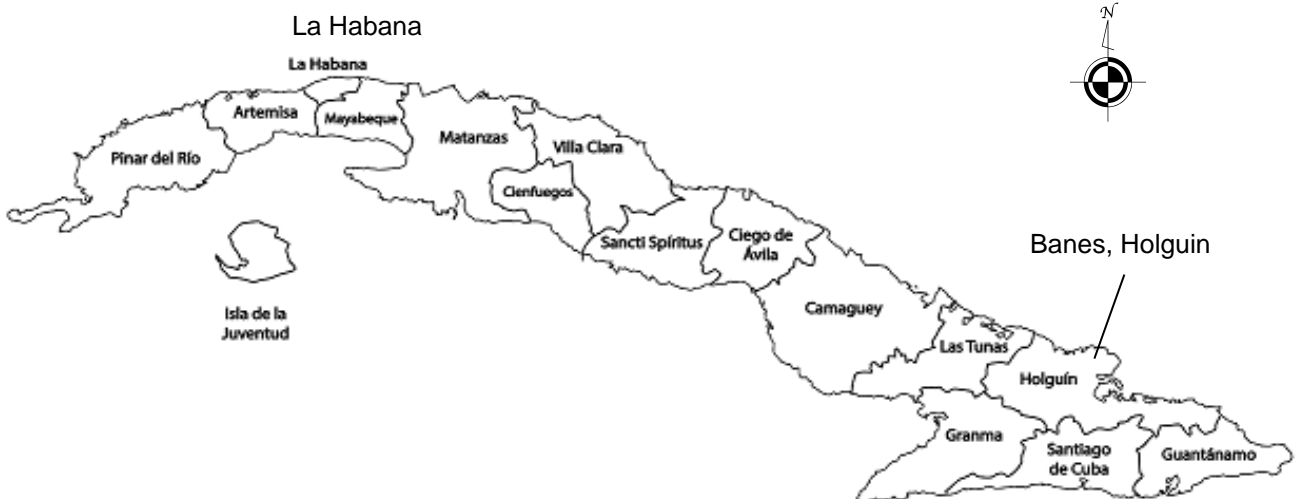 La Habana
N
La Habana
Artemisa
Mayabeque
Matanzas
Villa Clara
Pinar del Río
Cienfuegos
Sancti Spíritus
Ciego de
Ávila
Banes, Holguin
Isla de la
Juventud
Camaguey
Las Tunas
Holguín
Granma
Santiago
de Cuba
Guantánamo